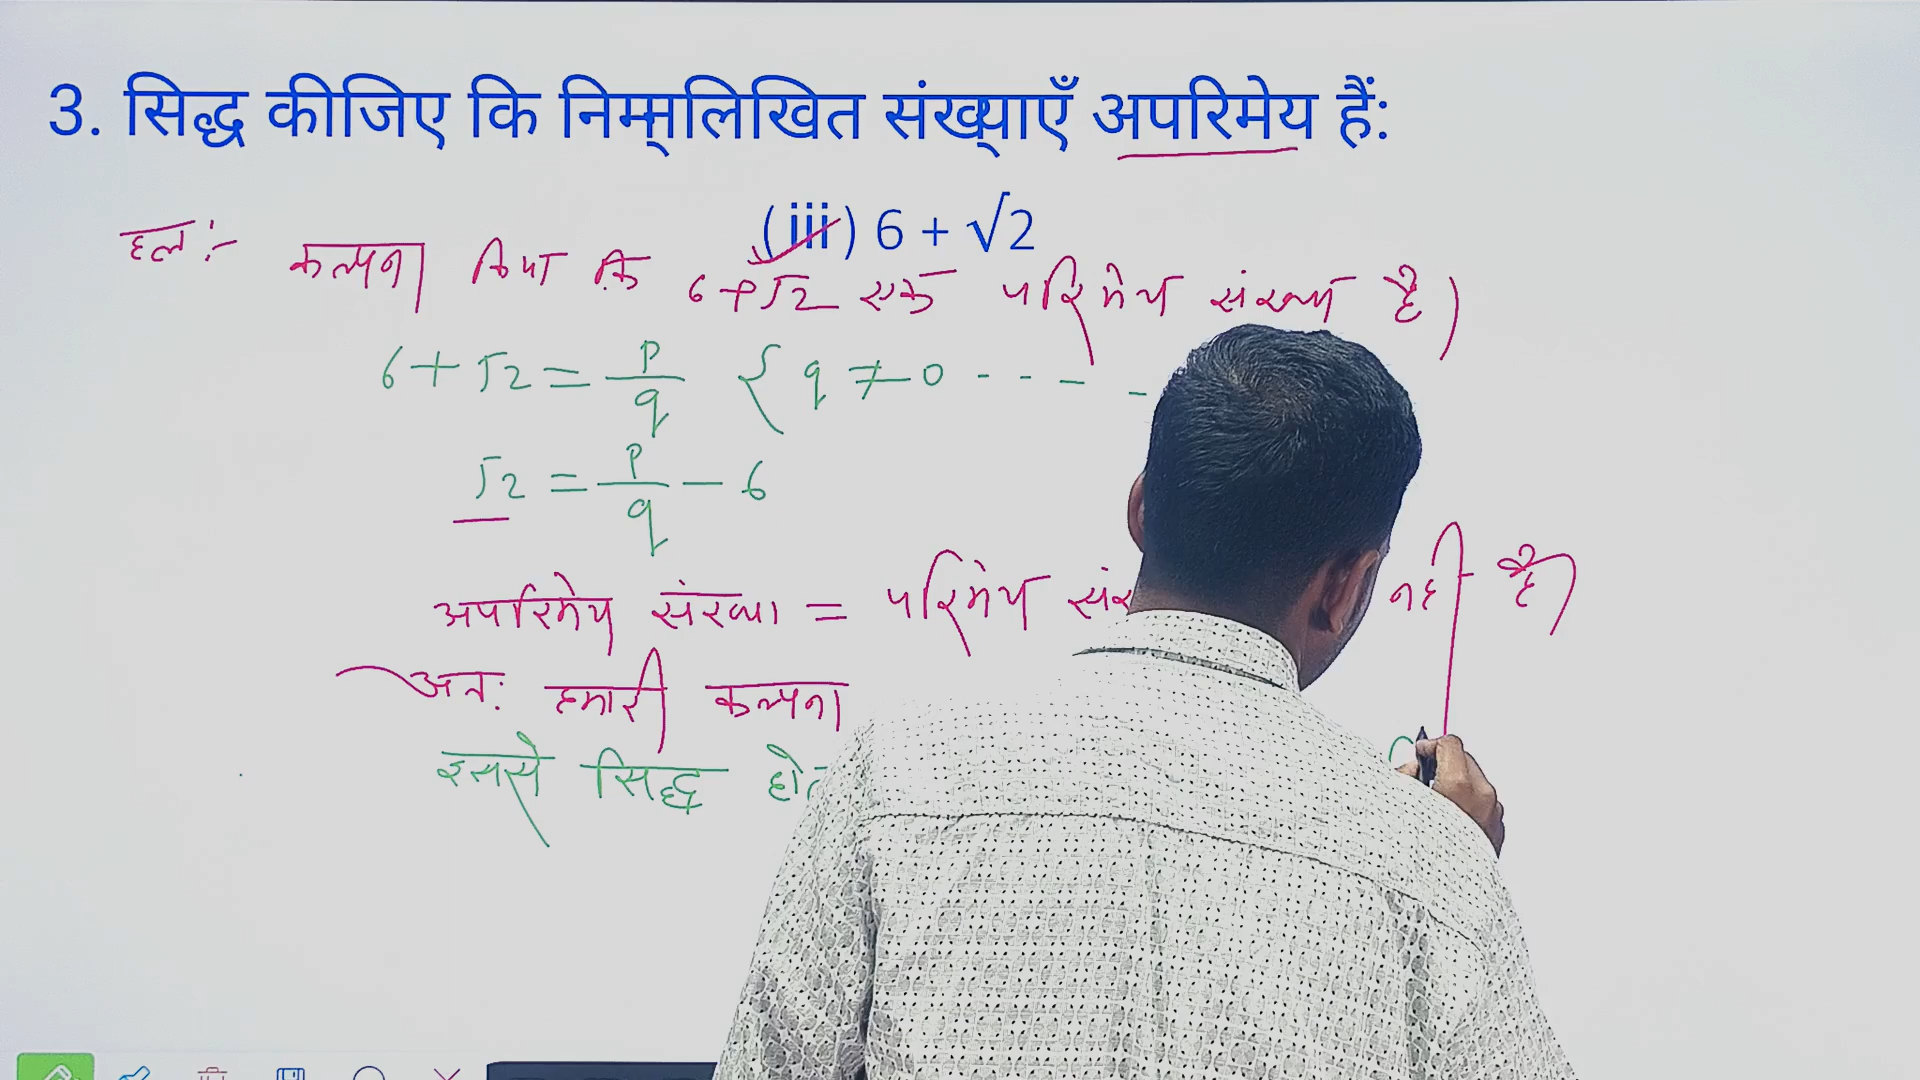 3. सिद्ध कीजिए कि निम्नलिखित संख्याएँ अपरिमेय हैं:
(iii) 6 + √2
हल :- कल्पना किया कि 6+√2 एक परिमेय संख्या है।
6 + √2 = p/q { q ≠ 0 - - - -
√2 = p/q - 6
अपरिमेय संख्या = परिमेय नही है।
अतः हमारी कल्पना
इससे सिद्ध